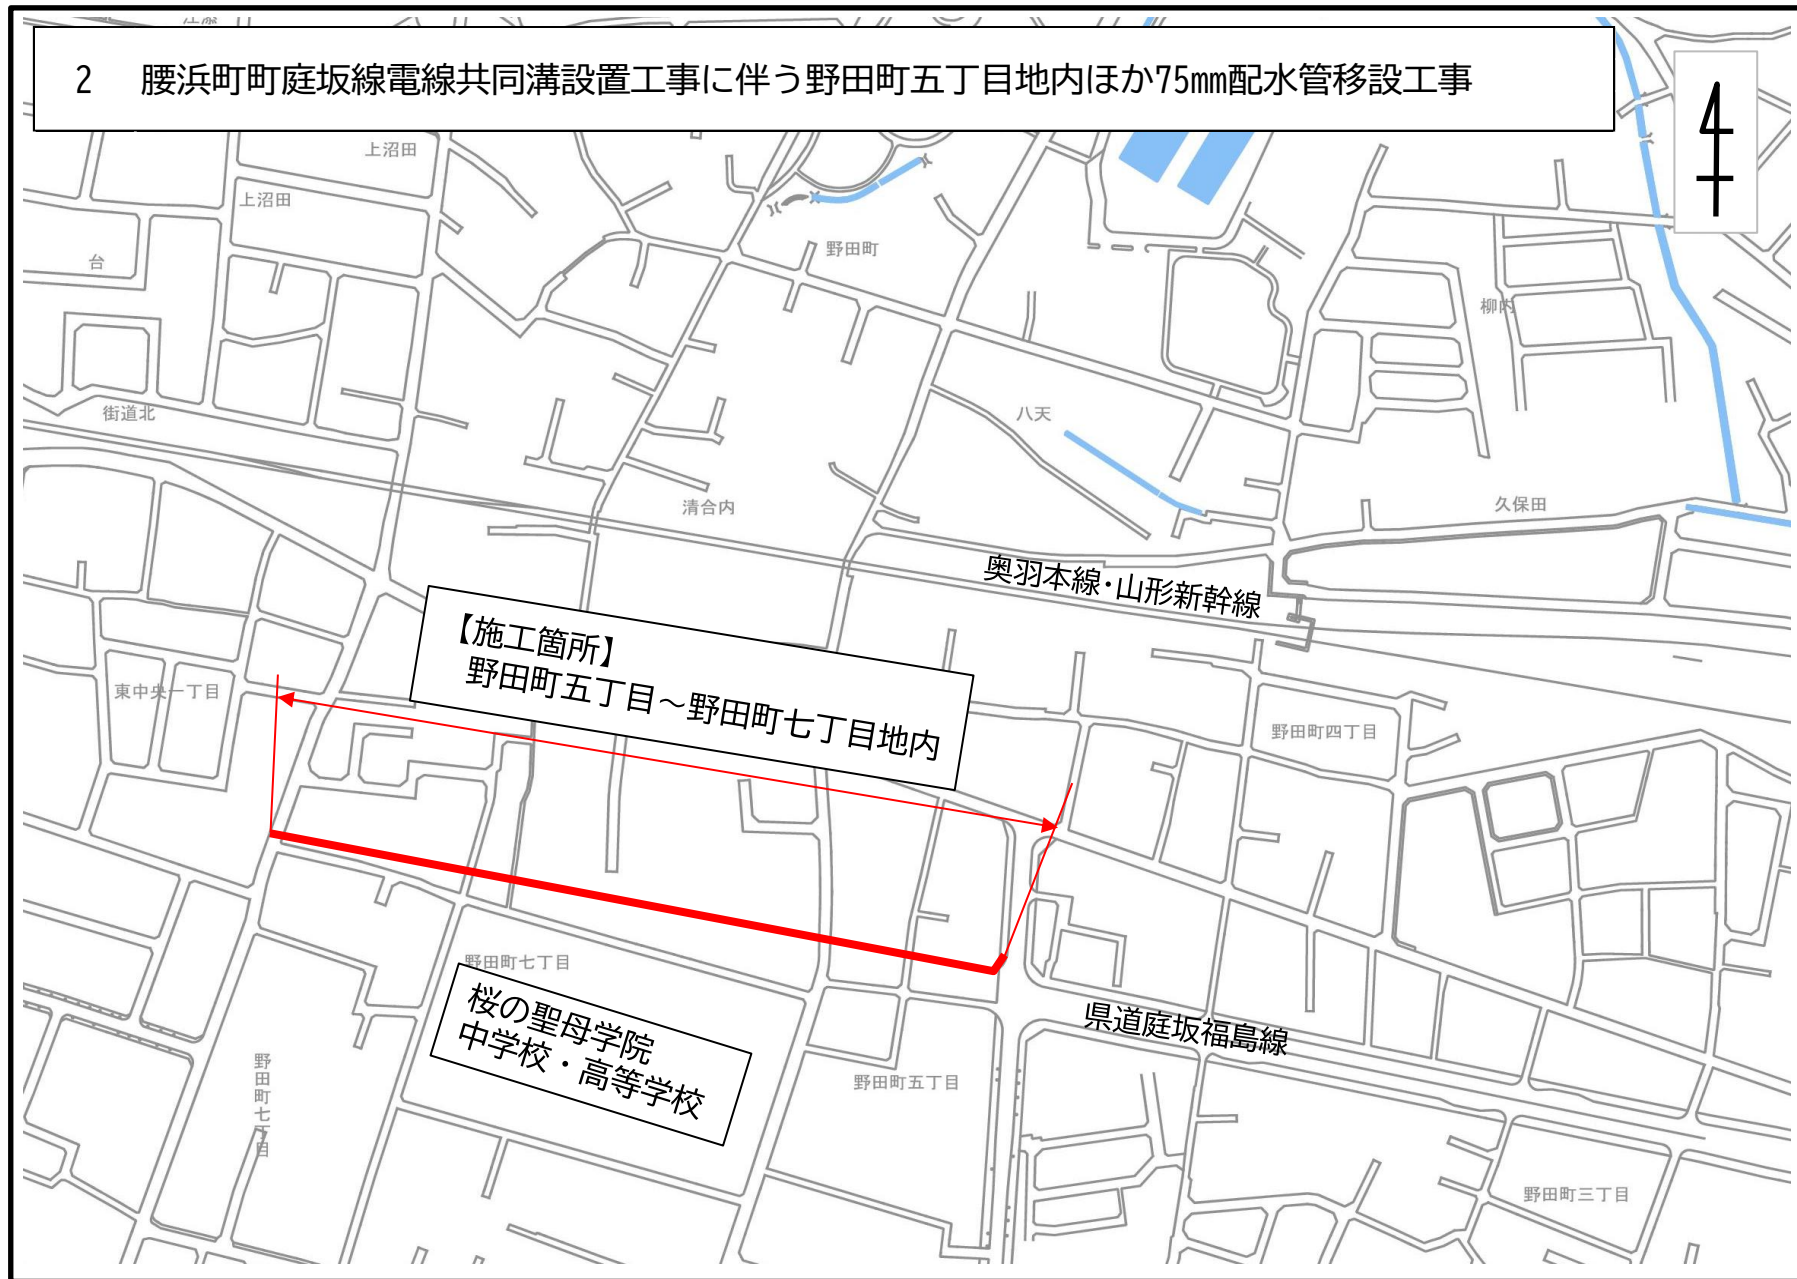 2 腰浜町町庭坂線電線共同溝設置工事に伴う野田町五丁目地内ほか75mm配水管移設工事
上沼田
上沼田
野田町
台
柳内
街道北
八天
清合内
久保田
奥羽本線・山形新幹線
【施工箇所】
野田町五丁目～野田町七丁目地内
東中央一丁目
野田町四丁目
野田町七丁目
桜の聖母学院
中学校・高等学校
県道庭坂福島線
野田町七丁目
野田町五丁目
野田町三丁目